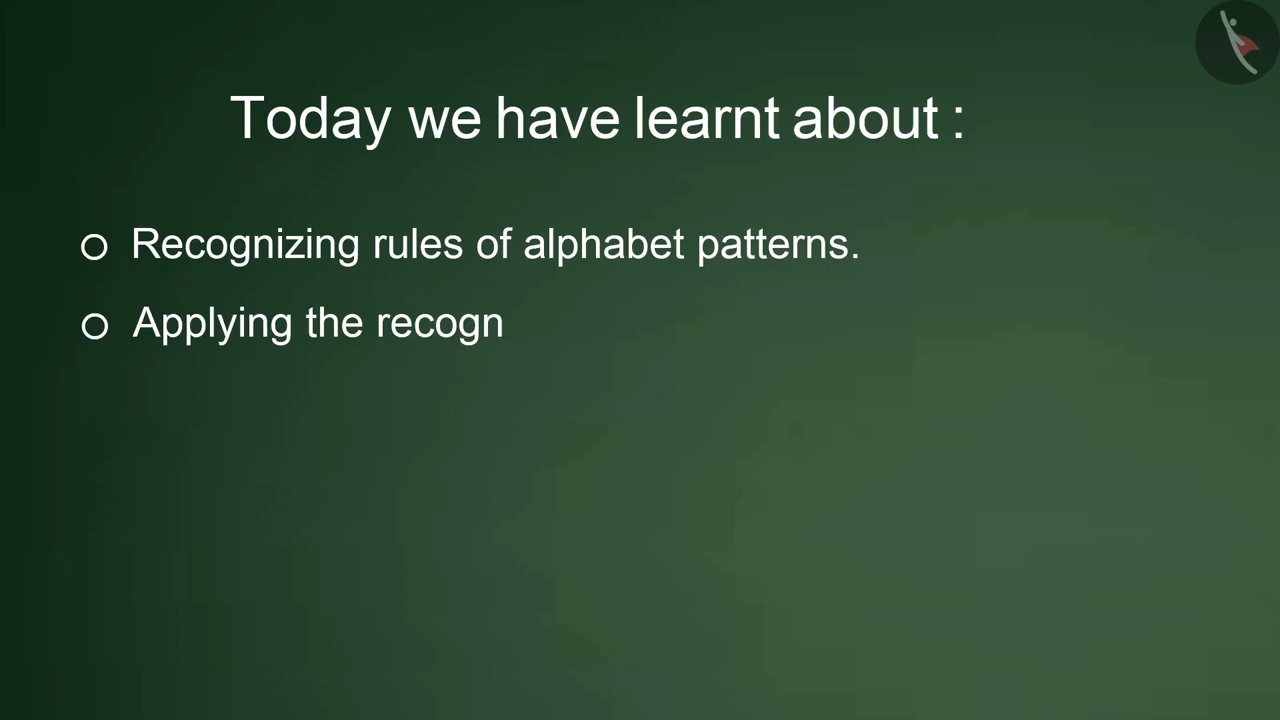 Today we have learnt about :
Recognizing rules of alphabet patterns.
Applying the recogn